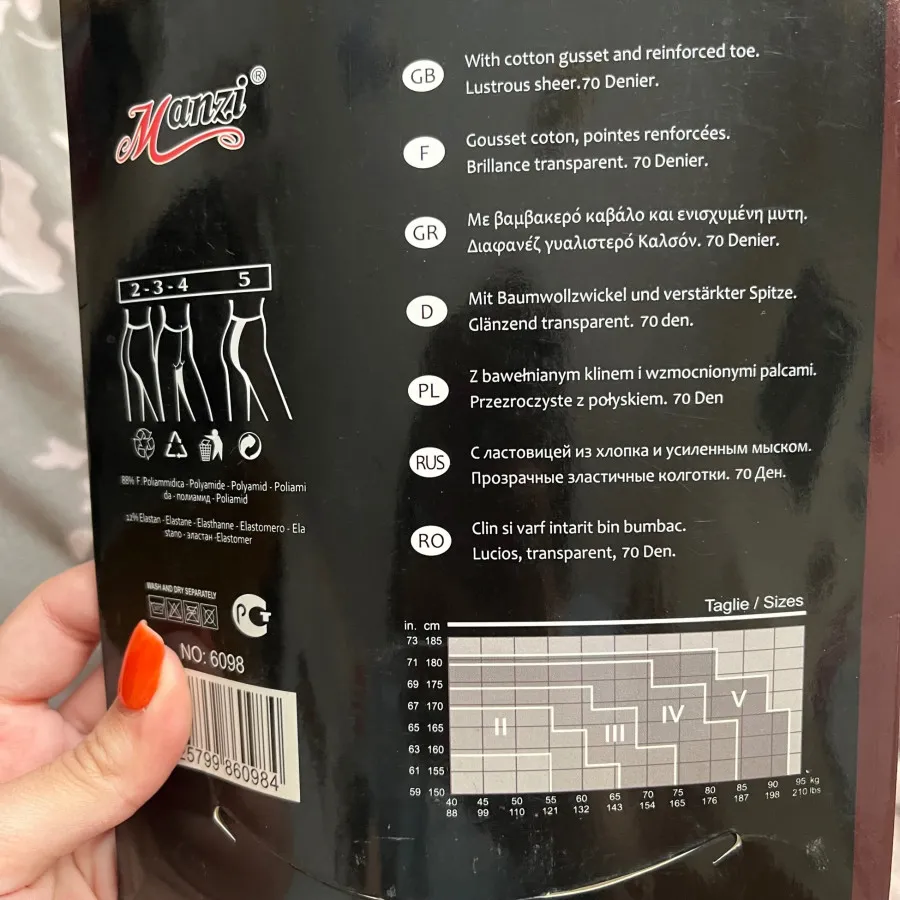 Manzi®
2-3-4 5
88% F.:Poliammidica - Polyamide - Polyamid - Poliami
da - полиамид - Poliamid
12% Elastan - Elastane - Elasthanne - Elastomero - Ela
stano - эластан -Elastomer
WASH AND DRY SEPARATELY
РСТ
NO: 6098
25799 860984
GB
With cotton gusset and reinforced toe.
Lustrous sheer.70 Denier.
F
Gousset coton, pointes renforcées.
Brillance transparent. 70 Denier.
GR
Με βαμβακερό καβάλο και ενισχυμένη μυτη.
Διαφανέζ γυαλιστερό Καλσόν. 70 Denier.
D
Mit Baumwollzwickel und verstärkter Spitze.
Glänzend transparent. 70 den.
PL
Z bawełnianym klinem i wzmocnionymi palcami.
Przezroczyste z połyskiem. 70 Den
RUS
С ластовицей из хлопка и усиленным мыском.
Прозрачные эластичные колготки. 70 Ден.
RO
Clin si varf intarit bin bumbac.
Lucios, transparent, 70 Den.
Taglie / Sizes
in. cm
73 185
71 180
69 175
67 170
65 165
63 160
61 155
59 150
II III IV V
40 45 50 55 60 65 70 75 80 85 90 95 kg
88 99 110 121 132 143 154 165 176 187 198 210 lbs